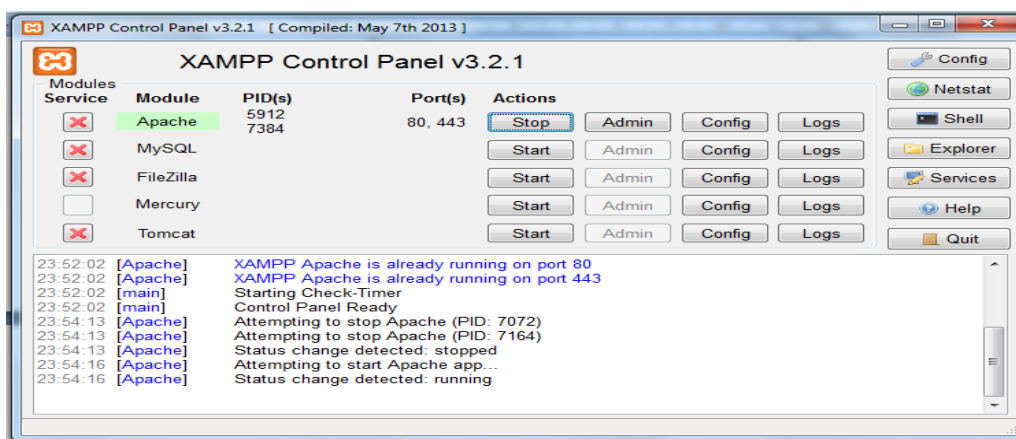 XAMPP Control Panel v3.2.1 [ Compiled: May 7th 2013 ]
XAMPP Control Panel v3.2.1
Config
Modules
Service Module PID(s) Port(s) Actions
Netstat
Apache 5912 7384 80, 443 Stop Admin Config Logs
Shell
MySQL Start Admin Config Logs
Explorer
FileZilla Start Admin Config Logs
Services
Mercury Start Admin Config Logs
Help
Tomcat Start Admin Config Logs
Quit
23:52:02 [Apache] XAMPP Apache is already running on port 80
23:52:02 [Apache] XAMPP Apache is already running on port 443
23:52:02 [main] Starting Check-Timer
23:52:02 [main] Control Panel Ready
23:54:13 [Apache] Attempting to stop Apache (PID: 7072)
23:54:13 [Apache] Attempting to stop Apache (PID: 7164)
23:54:13 [Apache] Status change detected: stopped
23:54:16 [Apache] Attempting to start Apache app...
23:54:16 [Apache] Status change detected: running